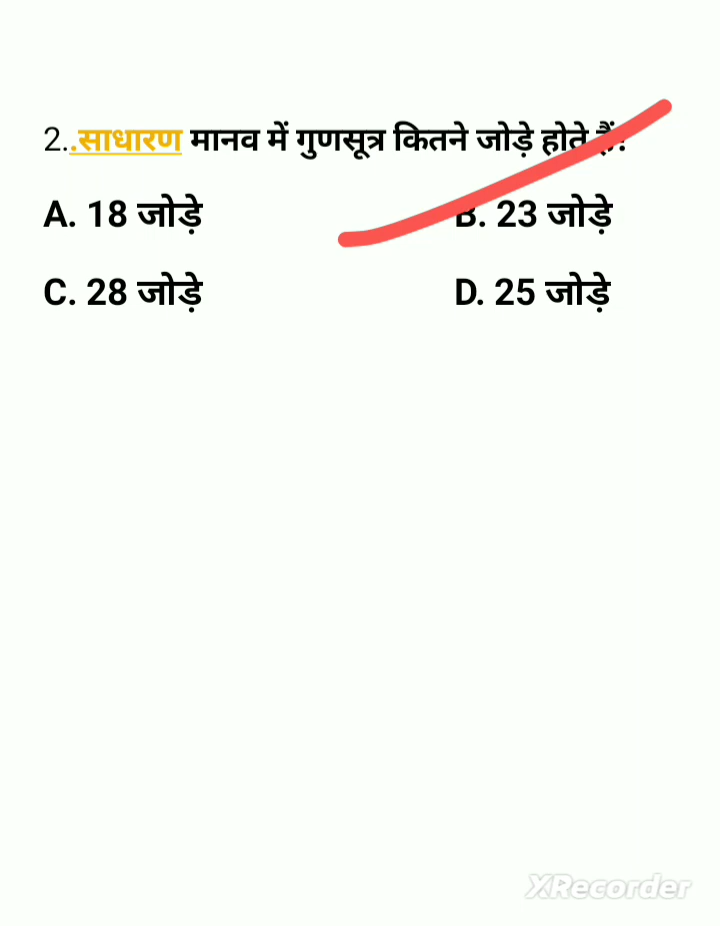 2..साधारण मानव में गुणसूत्र कितने जोड़े होते हैं?
A. 18 जोड़े B. 23 जोड़े
C. 28 जोड़े D. 25 जोड़े
XRecorder